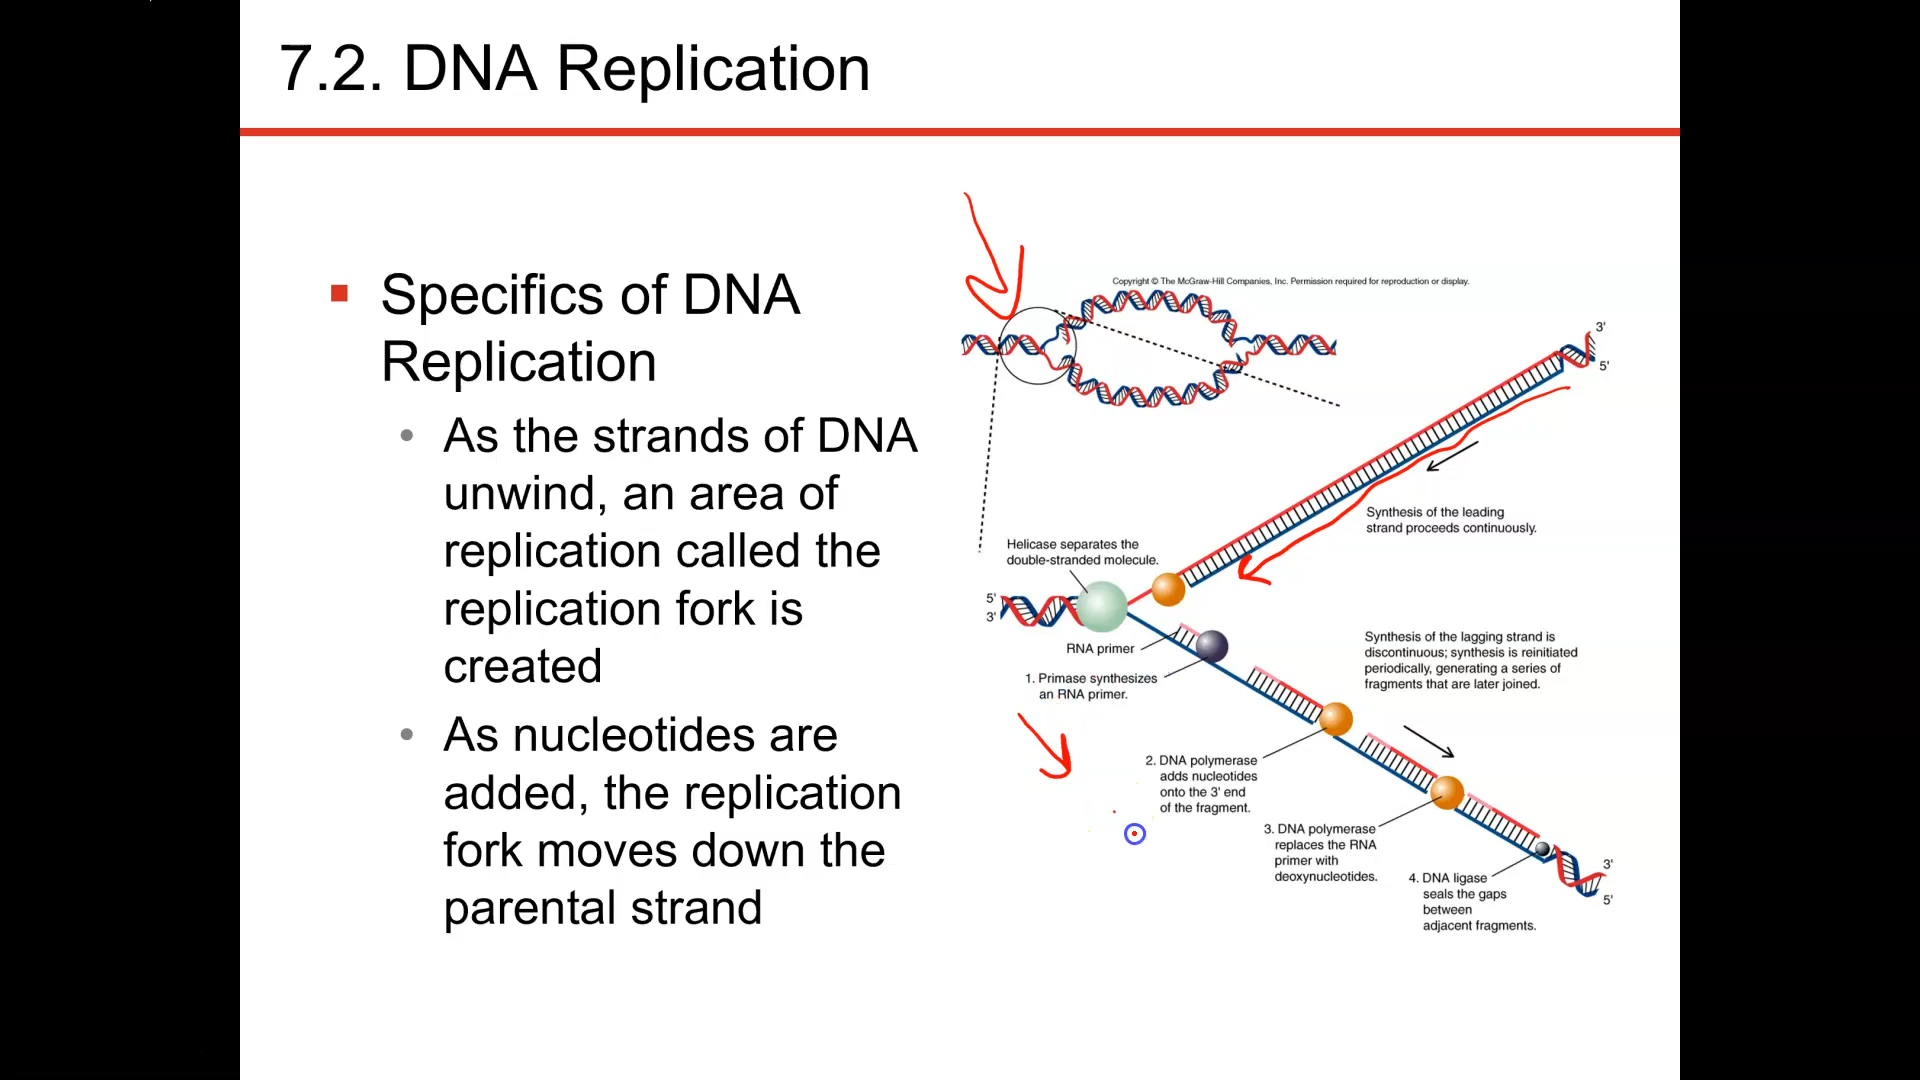 7.2. DNA Replication
Specifics of DNA
Replication
As the strands of DNA
unwind, an area of
replication called the
replication fork is
created
As nucleotides are
added, the replication
fork moves down the
parental strand
Copyright © The McGraw-Hill Companies, Inc. Permission required for reproduction or display.
3'
5'
Synthesis of the leading
strand proceeds continuously.
Helicase separates the
double-stranded molecule.
5'
3'
RNA primer
1. Primase synthesizes
an RNA primer.
Synthesis of the lagging strand is
discontinuous; synthesis is reinitiated
periodically, generating a series of
fragments that are later joined.
2. DNA polymerase
adds nucleotides
onto the 3' end
of the fragment.
3. DNA polymerase
replaces the RNA
primer with
deoxynucleotides.
4. DNA ligase
seals the gaps
between
adjacent fragments.
3'
5'